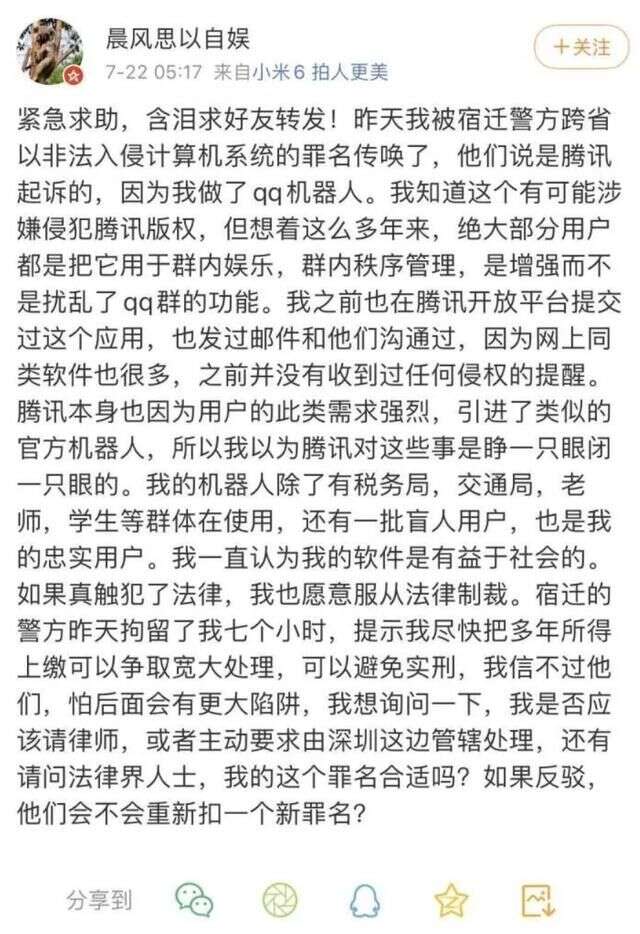 晨风思以自娱
7-22 05:17 来自小米6 拍人更美
+关注
紧急求助，含泪求好友转发！昨天我被宿迁警方跨省
以非法入侵计算机系统的罪名传唤了，他们说是腾讯
起诉的，因为我做了qq机器人。我知道这个有可能涉
嫌侵犯腾讯版权，但想着这么多年来，绝大部分用户
都是把它用于群内娱乐，群内秩序管理，是增强而不
是扰乱了qq群的功能。我之前也在腾讯开放平台提交
过这个应用，也发过邮件和他们沟通过，因为网上同
类软件也很多，之前并没有收到过任何侵权的提醒。
腾讯本身也因为用户的此类需求强烈，引进了类似的
官方机器人，所以我以为腾讯对这些事是睁一只眼闭
一只眼的。我的机器人除了有税务局，交通局，老
师，学生等群体在使用，还有一批盲人用户，也是我
的忠实用户。我一直认为我的软件是有益于社会的。
如果真触犯了法律，我也愿意服从法律制裁。宿迁的
警方昨天拘留了我七个小时，提示我尽快把多年所得
上缴可以争取宽大处理，可以避免实刑，我信不过他
们，怕后面会有更大陷阱，我想询问一下，我是否应
该请律师，或者主动要求由深圳这边管辖处理，还有
请问法律界人士，我的这个罪名合适吗？如果反驳，
他们会不会重新扣一个新罪名？
分享到